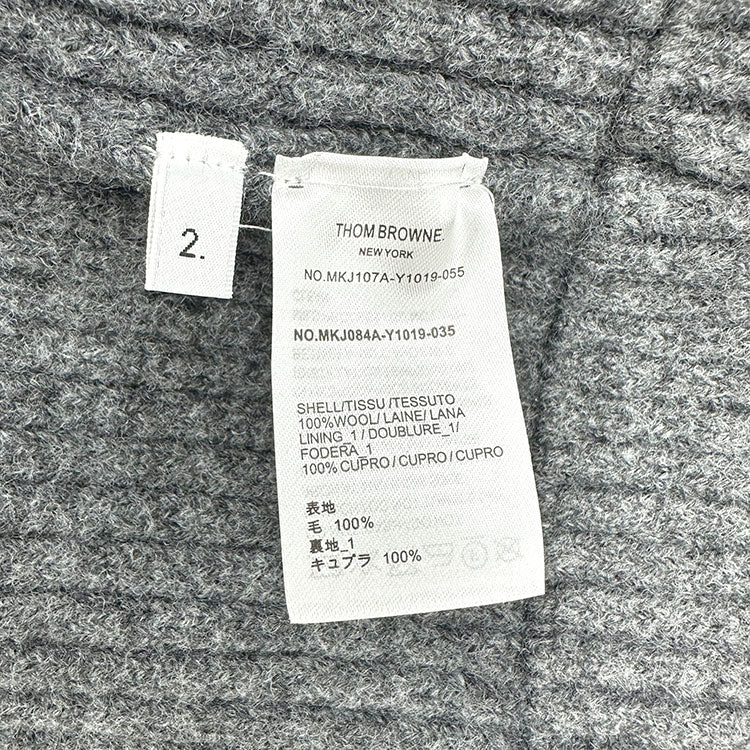 2.
THOM BROWNE.
NEW YORK
NO.MKJ107A-Y1019-055
NO.MKJ084A-Y1019-035
SHELL/TISSU /TESSUTO
100%WOOL/ LAINE/ LANA
LINING_1 / DOUBLURE_1/
FODERA_1
100% CUPRO / CUPRO / CUPRO
表地
毛 100%
裏地_1
キュプラ 100%